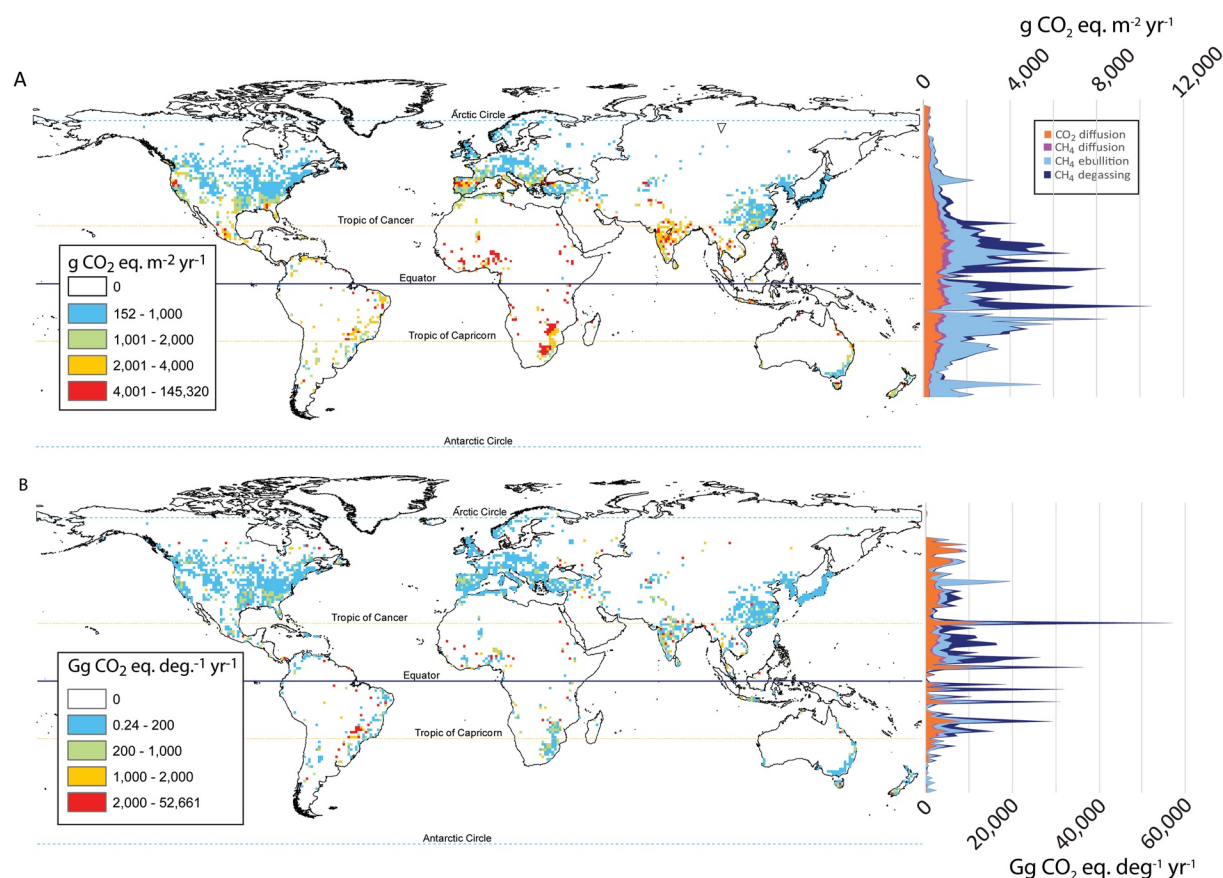 g CO₂ eq. m⁻² yr⁻¹
0
4,000
8,000
12,000
A
Arctic Circle
CO₂ diffusion
CH₄ diffusion
CH₄ ebullition
CH₄ degassing
Tropic of Cancer
g CO₂ eq. m⁻² yr⁻¹
0
152 - 1,000
1,001 - 2,000
2,001 - 4,000
4,001 - 145,320
Equator
Tropic of Capricorn
Antarctic Circle
B
Arctic Circle
Tropic of Cancer
Gg CO₂ eq. deg.⁻¹ yr⁻¹
0
0.24 - 200
200 - 1,000
1,000 - 2,000
2,000 - 52,661
Equator
Tropic of Capricorn
Antarctic Circle
0
20,000
40,000
60,000
Gg CO₂ eq. deg⁻¹ yr⁻¹